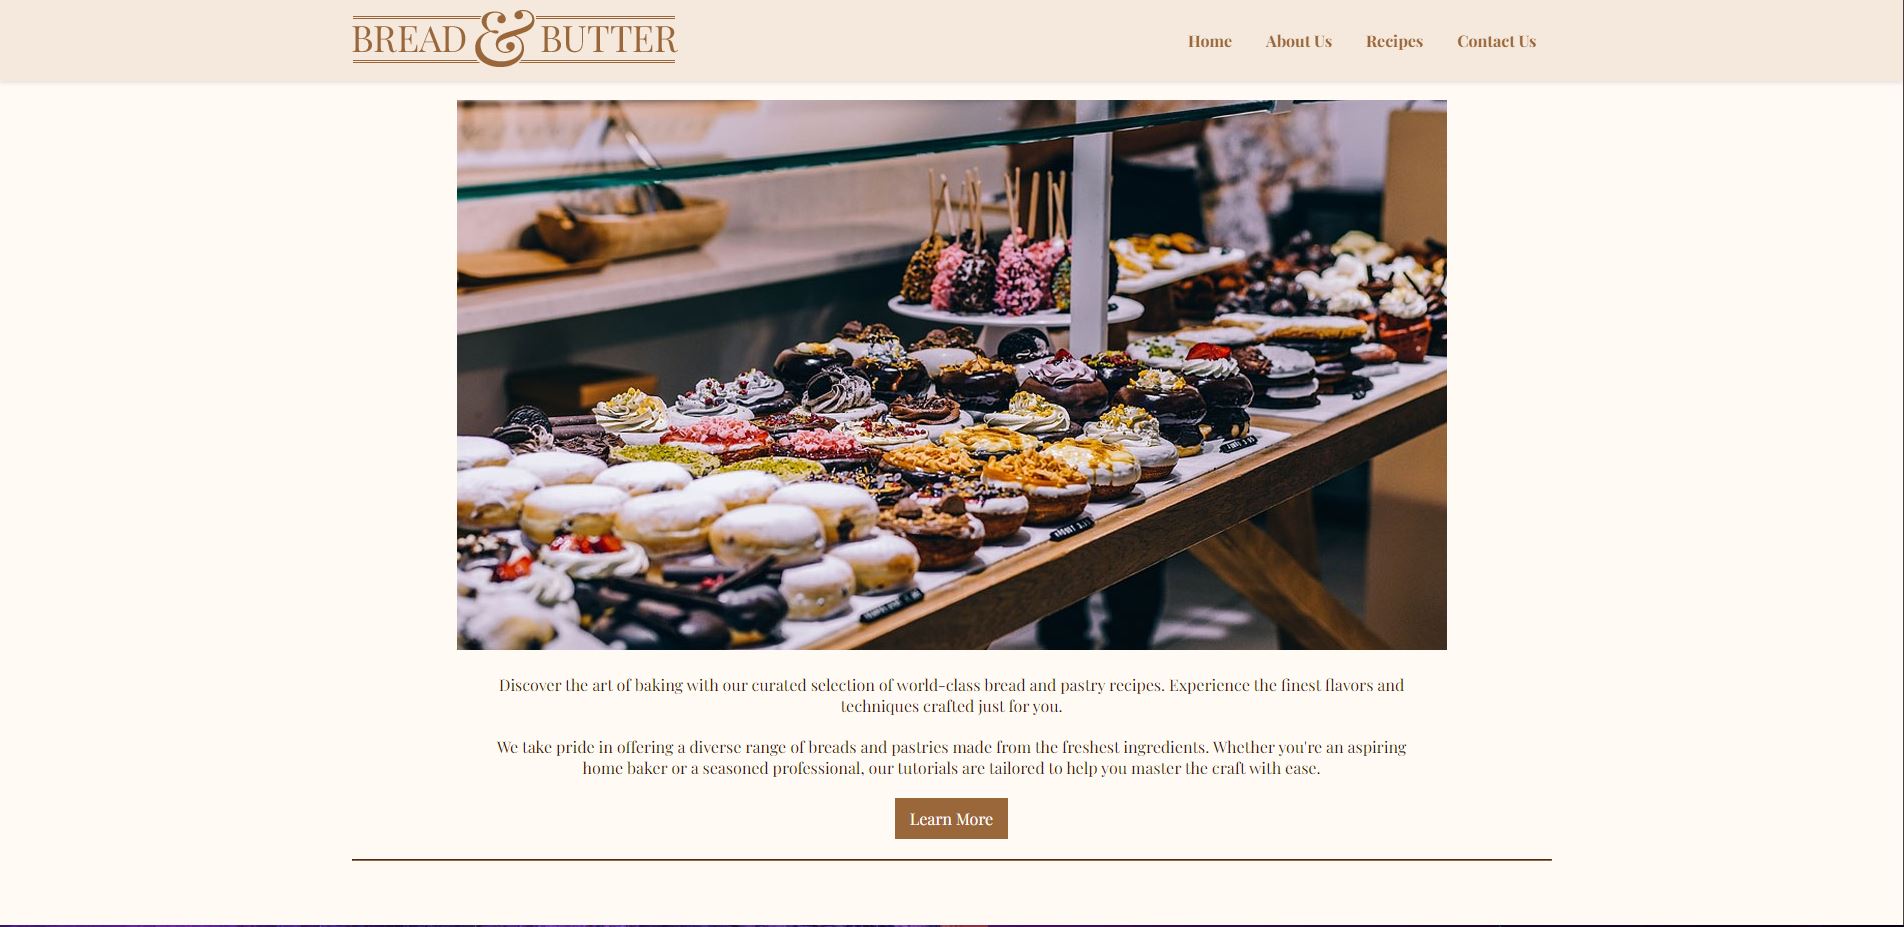 BREAD & BUTTER
Home About Us Recipes Contact Us
Discover the art of baking with our curated selection of world-class bread and pastry recipes. Experience the finest flavors and
techniques crafted just for you.
We take pride in offering a diverse range of breads and pastries made from the freshest ingredients. Whether you're an aspiring
home baker or a seasoned professional, our tutorials are tailored to help you master the craft with ease.
Learn More